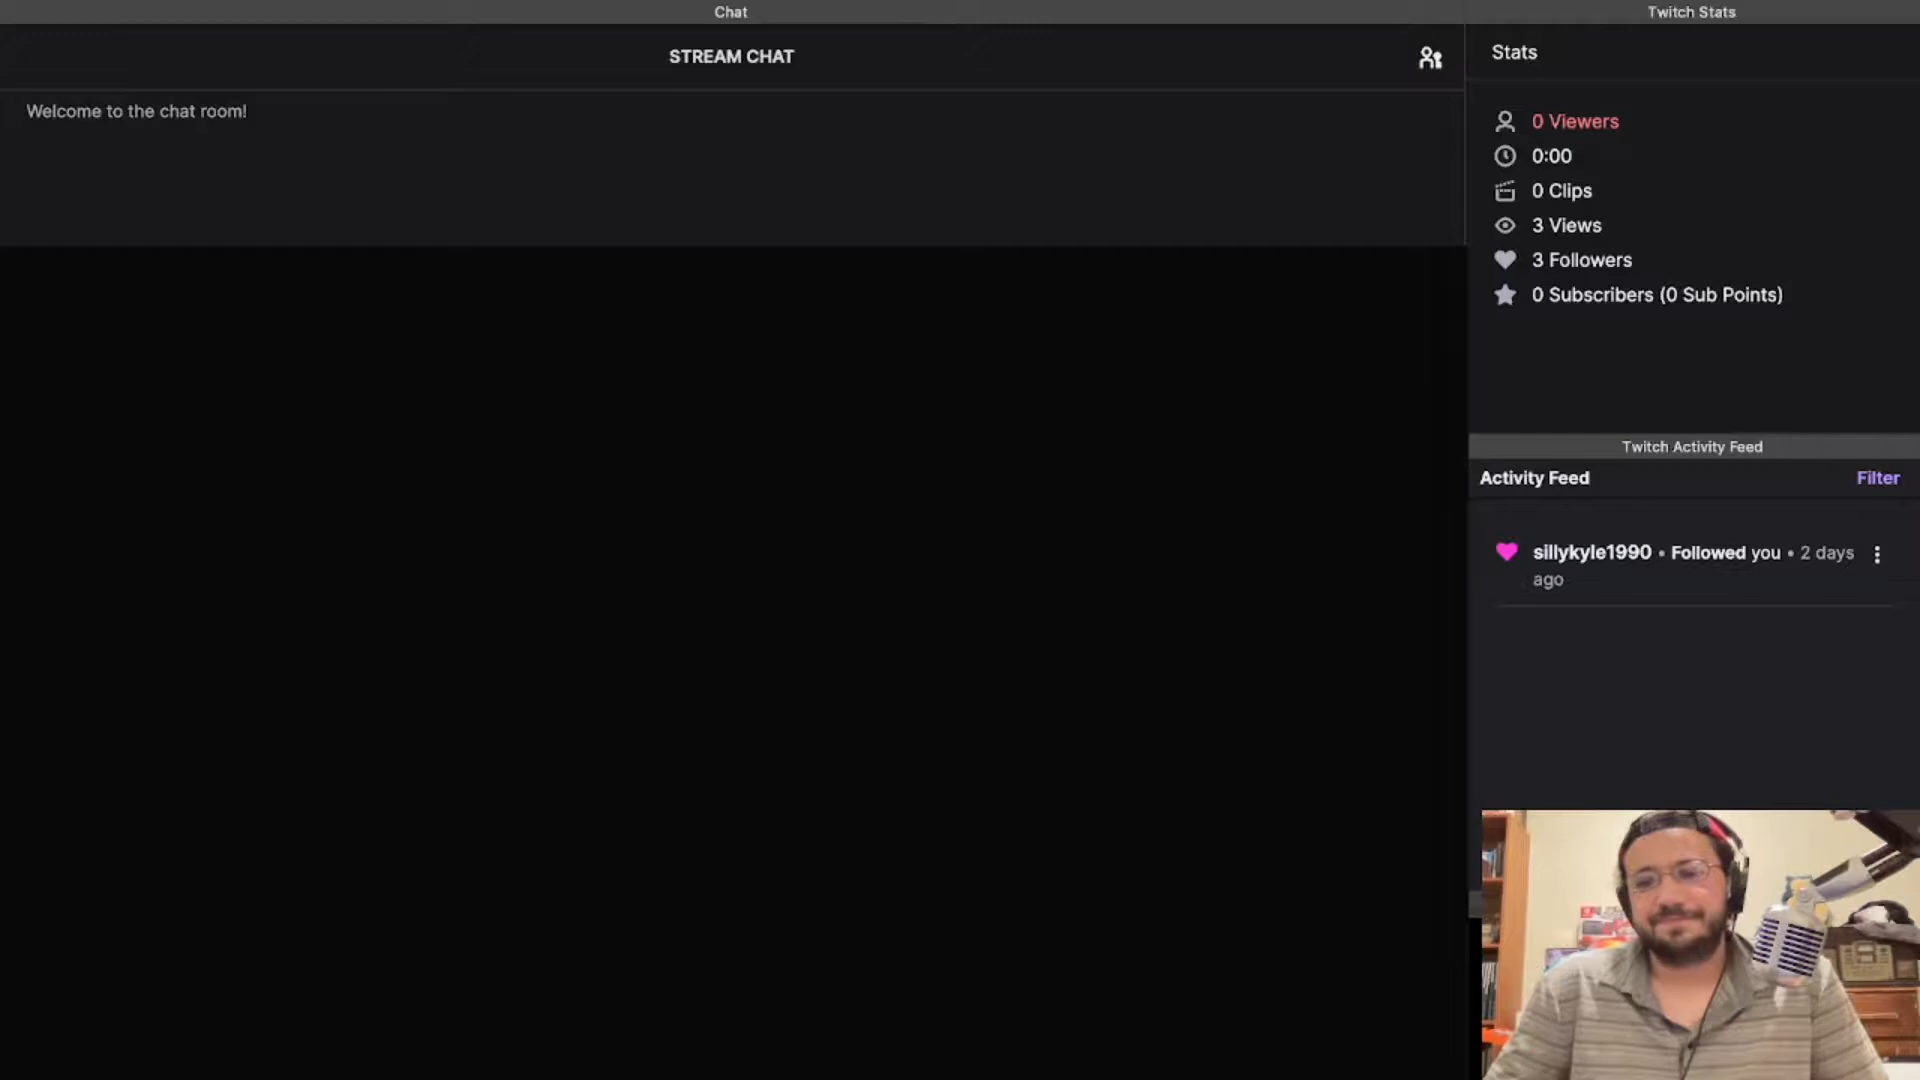 Chat
STREAM CHAT
Welcome to the chat room!
Twitch Stats
Stats
0 Viewers
0:00
0 Clips
3 Views
3 Followers
0 Subscribers (0 Sub Points)
Twitch Activity Feed
Activity Feed
Filter
sillykyle1990 • Followed you • 2 days
ago